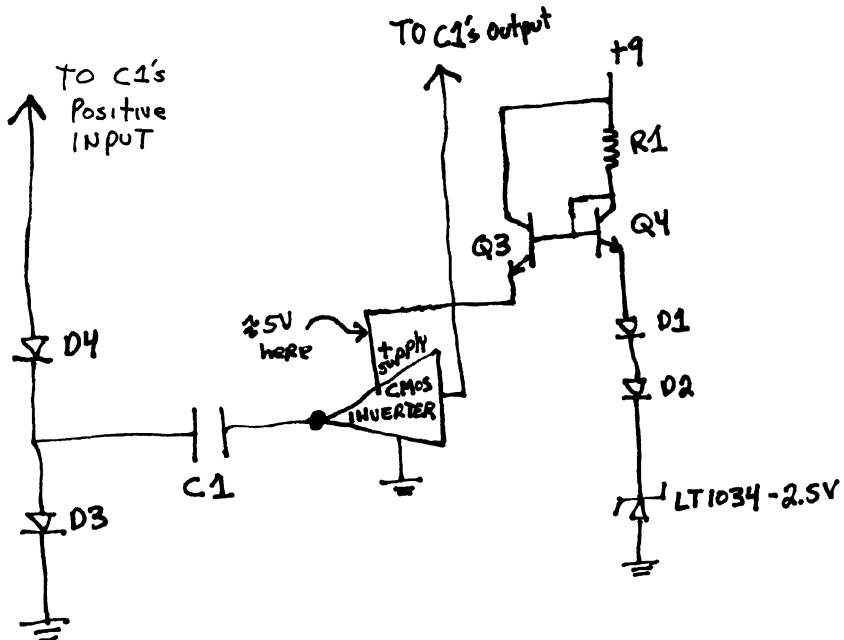 TO C1's output
+9
TO C1's
Positive
INPUT
R1
Q4
Q3
≈5V
here
+
supply
CMOS
INVERTER
D1
D2
D4
C1
D3
LT1034-2.5V